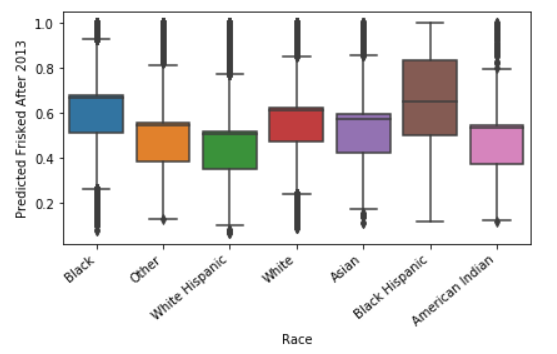 Predicted Frisked After 2013
1.0
0.8
0.6
0.4
0.2
Black
Other
White Hispanic
White
Asian
Black Hispanic
American Indian
Race